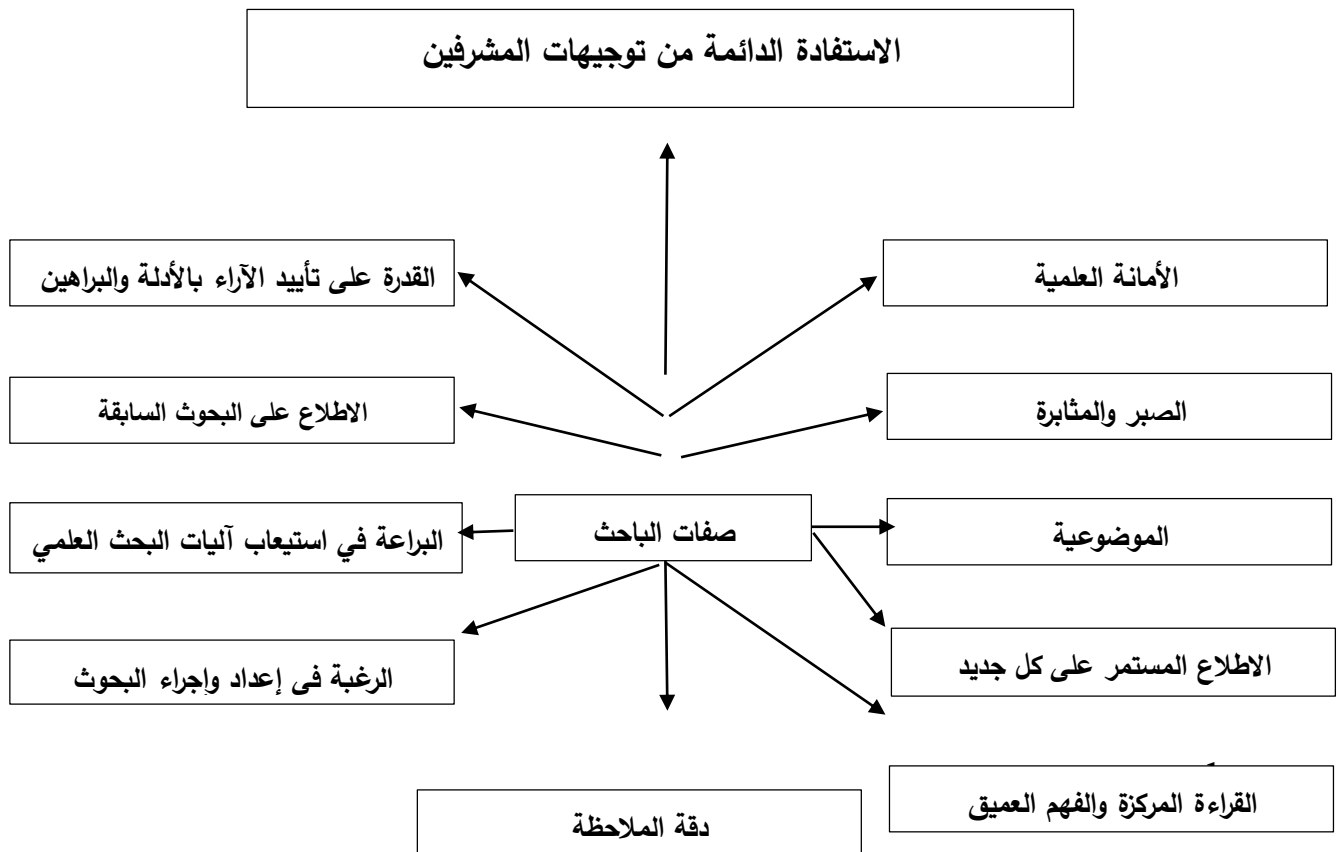 الاستفادة الدائمة من توجيهات المشرفين
الأمانة العلمية
القدرة على تأييد الآراء بالأدلة والبراهين
الصبر والمثابرة
الاطلاع على البحوث السابقة
الموضوعية
صفات الباحث
البراعة في استيعاب آليات البحث العلمي
الاطلاع المستمر على كل جديد
الرغبة فى إعداد وإجراء البحوث
القراءة المركزة والفهم العميق
دقة الملاحظة